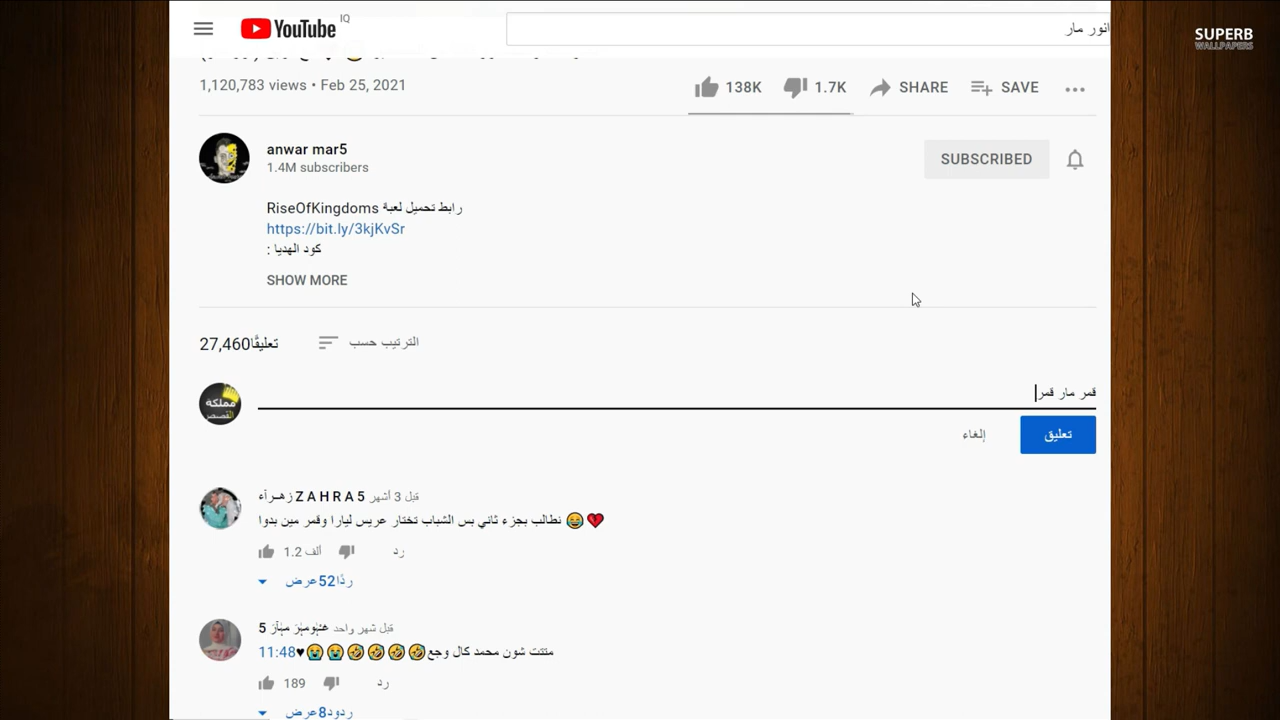 YouTube IQ
انور مار
SUPERB
WALLPAPERS
1,120,783 views • Feb 25, 2021
138K
1.7K
SHARE
SAVE
anwar mar5
1.4M subscribers
SUBSCRIBED
رابط تحميل لعبة RiseOfKingdoms
https://bit.ly/3kjKvSr
كود الهديا :
SHOW MORE
27,460 تعليقًا
الترتيب حسب
مملكة
القصص
قمر مار قمر
إلغاء
تعليق
زهـرآء Z A H R A 5 قبل 3 أشهر
نطالب بجزء ثاني بس الشباب تختار عريس ليارا وقمر مين بدوا 😂💔
1.2 ألف
رد
عرض 52 ردًا
5 قبل شهر واحد
متتت شون محمد كال وجع🤣🤣🤣🤣😭😭♥11:48
189
رد
عرض 8 ردود